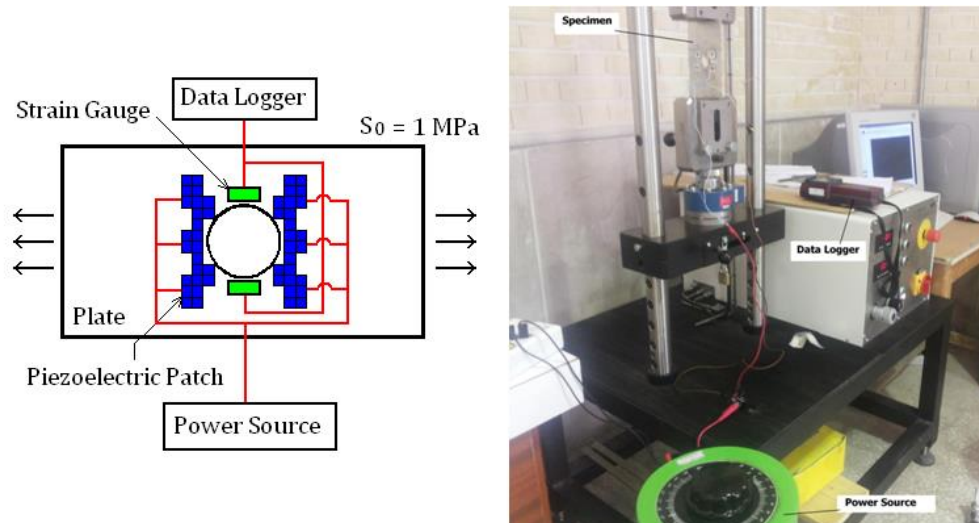 Data Logger
Strain Gauge
S₀ = 1 MPa
Plate
Piezoelectric Patch
Power Source
Specimen
Data Logger
Power Source